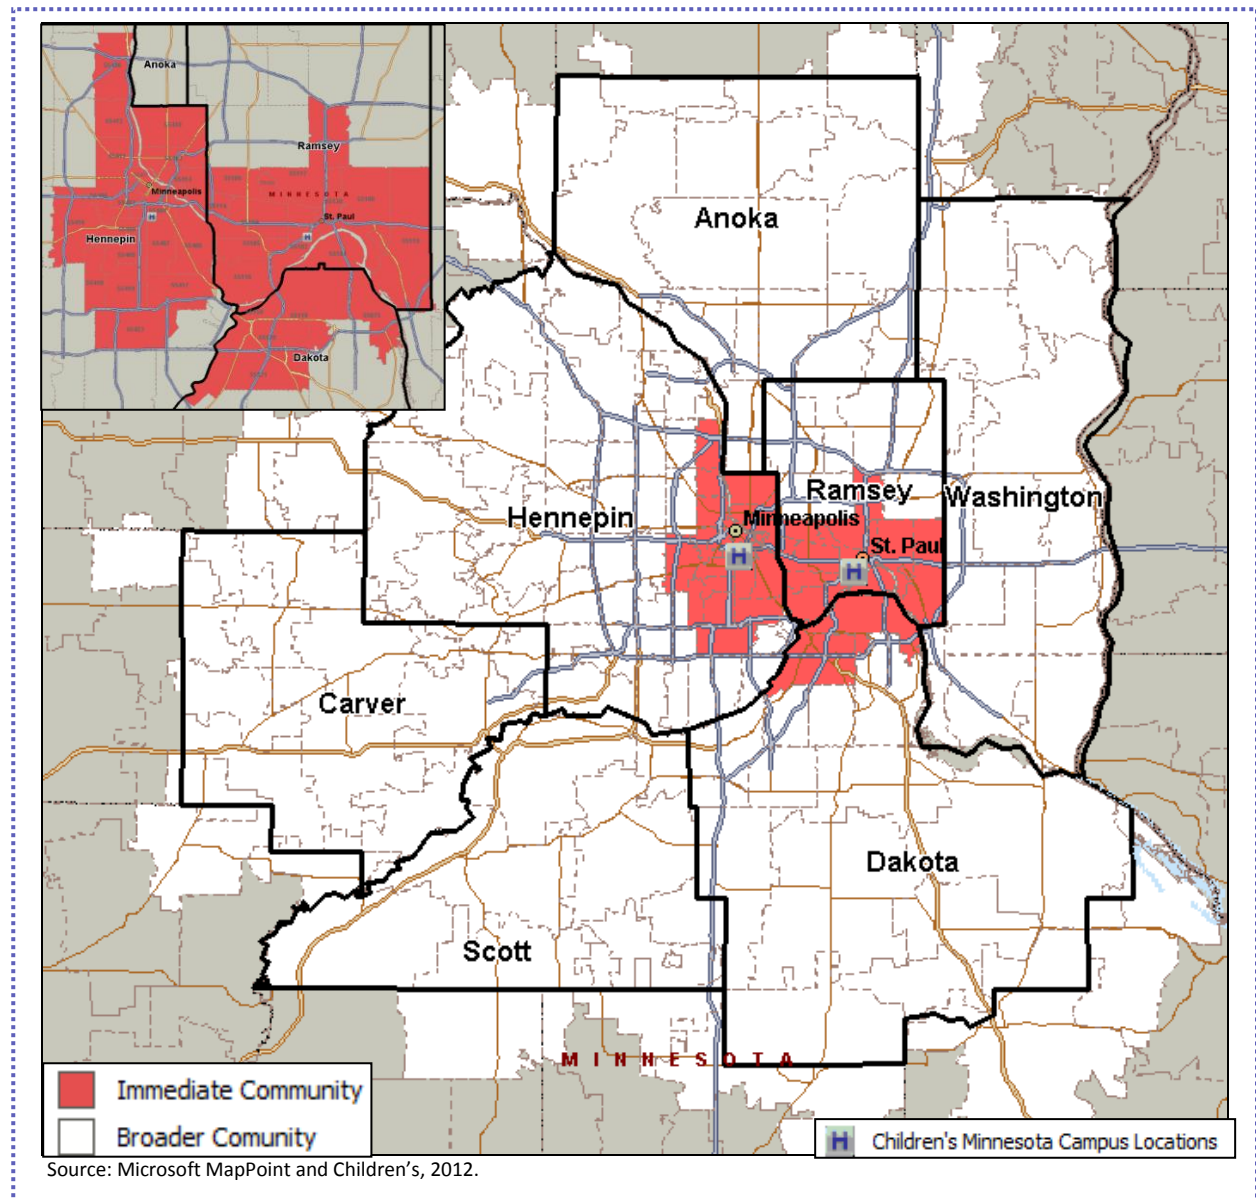 Anoka
Ramsey
MINNESOTA
Minneapolis
St. Paul
Hennepin
Dakota
Anoka
Ramsey
Washington
Hennepin
Minneapolis
St. Paul
Carver
Dakota
Scott
MINNESOTA
Immediate Community
Broader Comunity
H Children's Minnesota Campus Locations
Source: Microsoft MapPoint and Children’s, 2012.